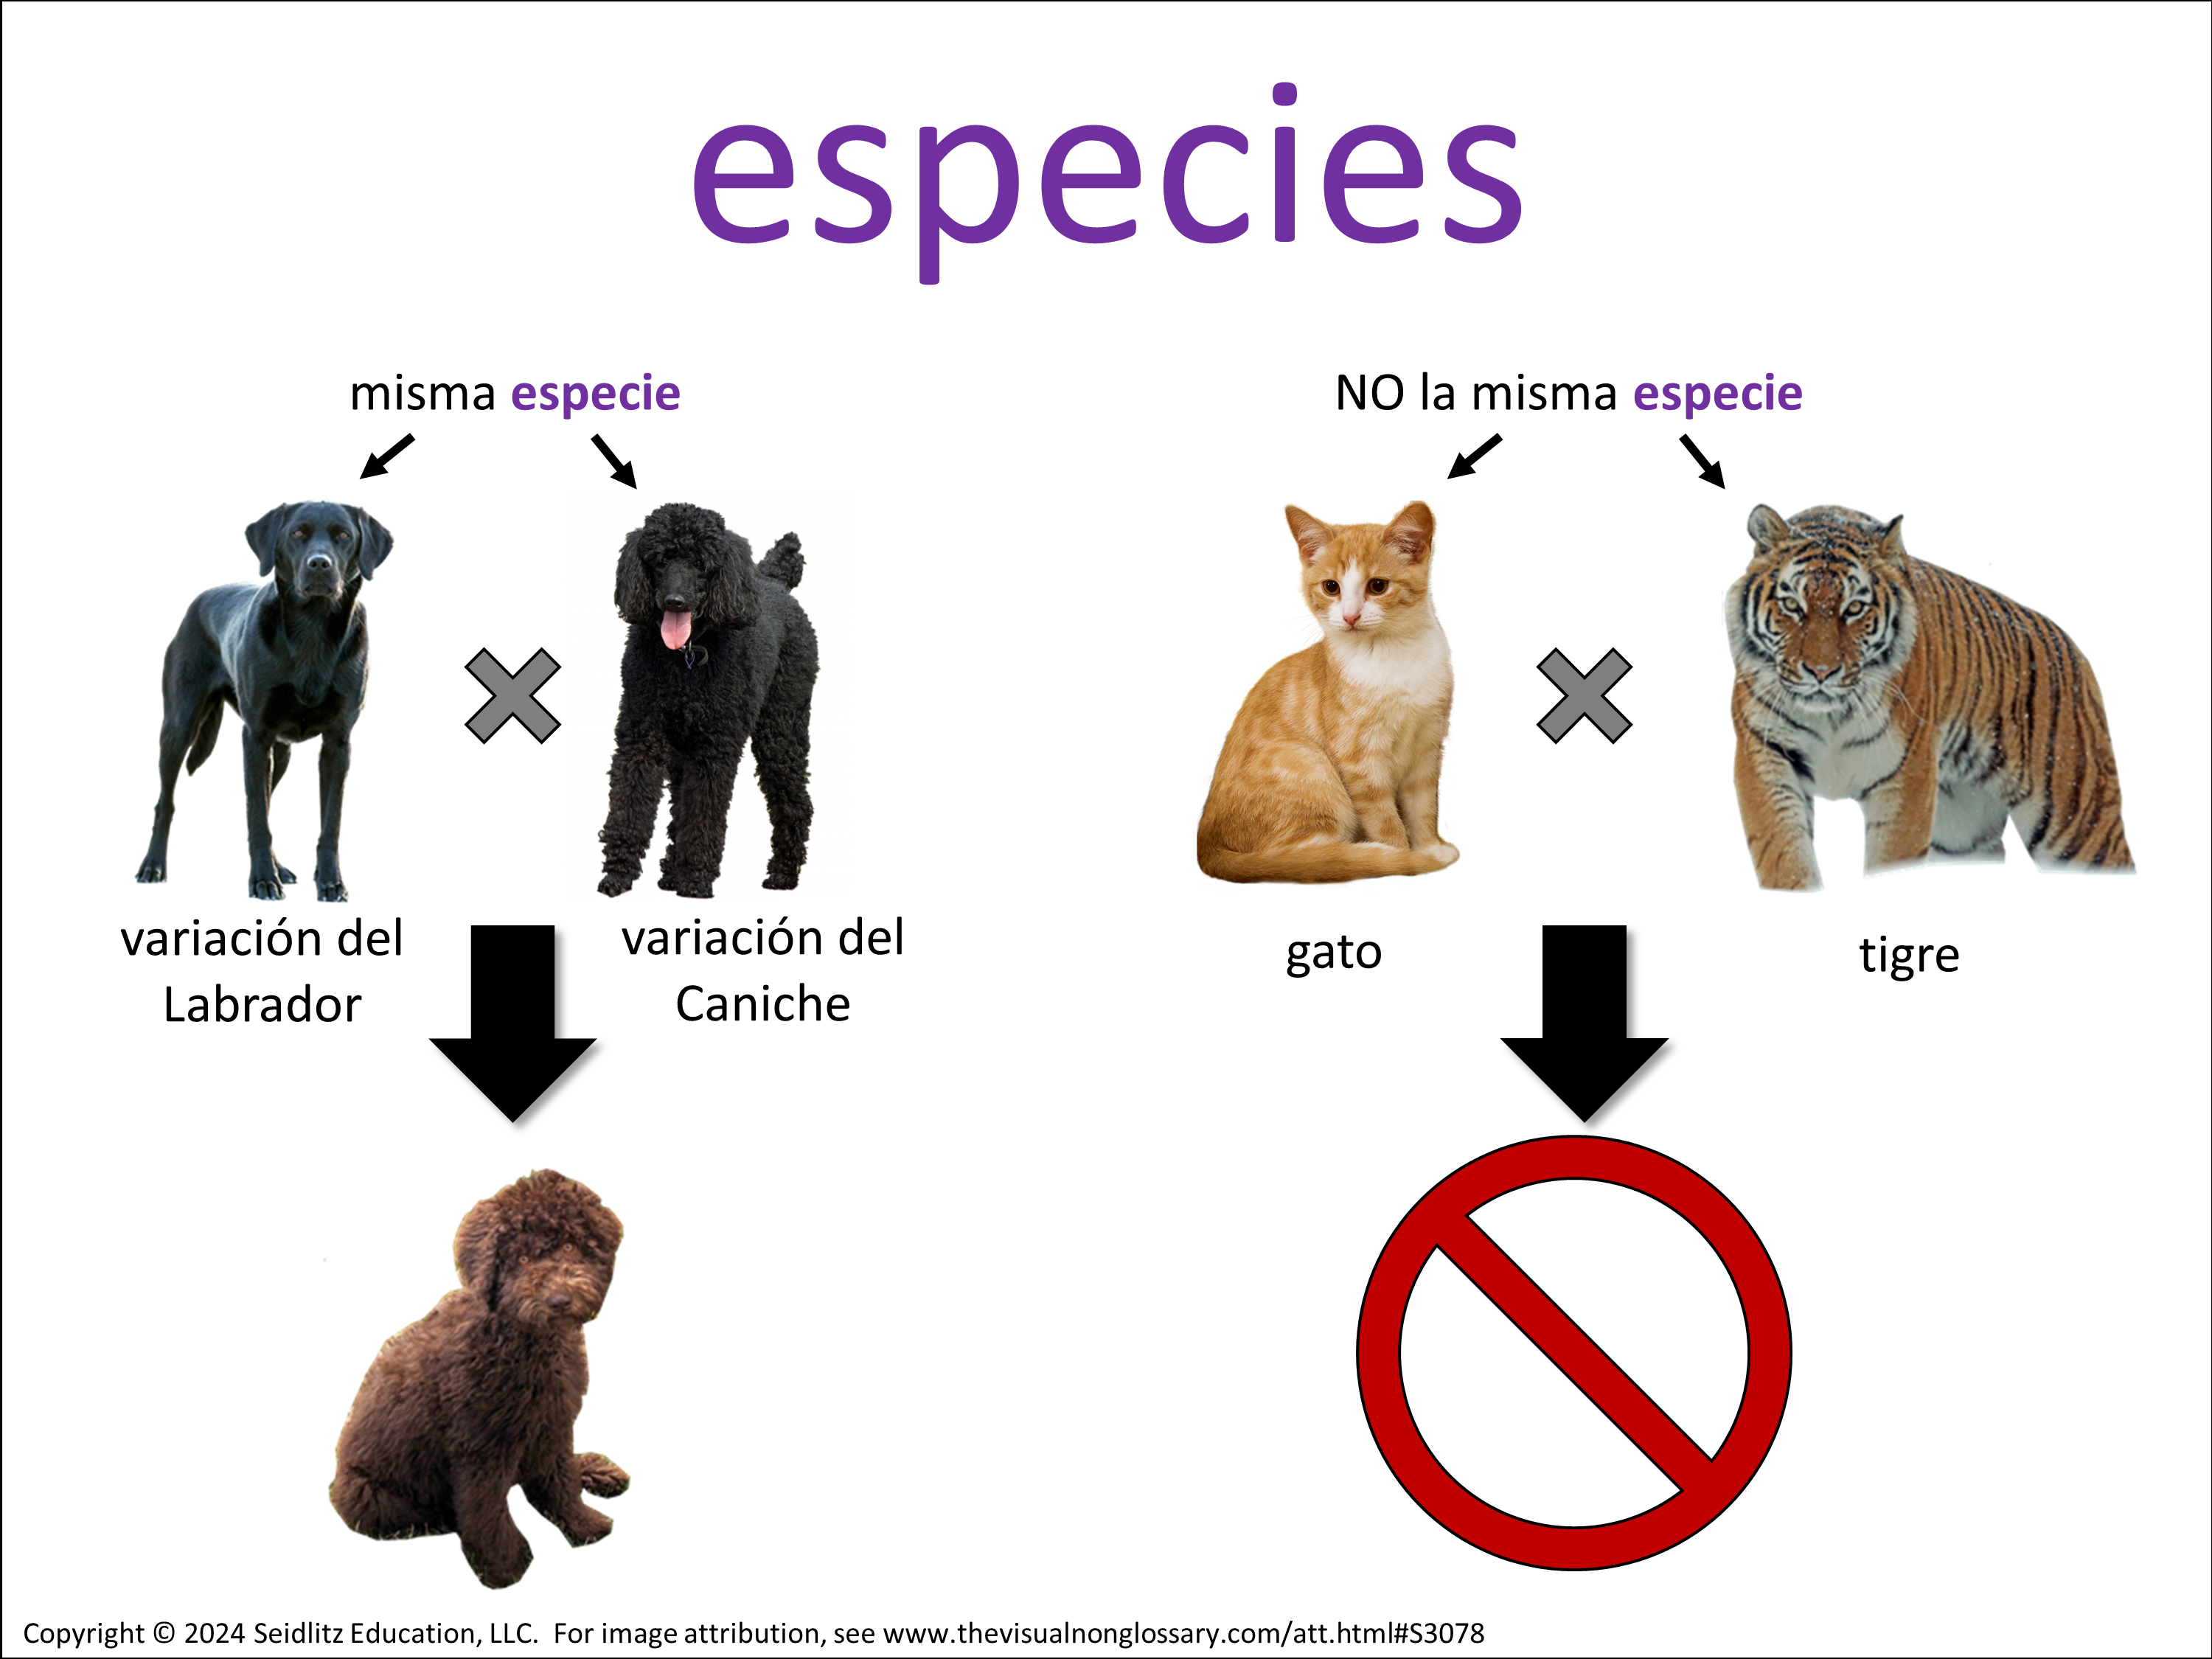 especies
misma especie
NO la misma especie
variación del
Labrador
variación del
Caniche
gato
tigre
Copyright © 2024 Seidlitz Education, LLC.  For image attribution, see www.thevisualnonglossary.com/att.html#S3078